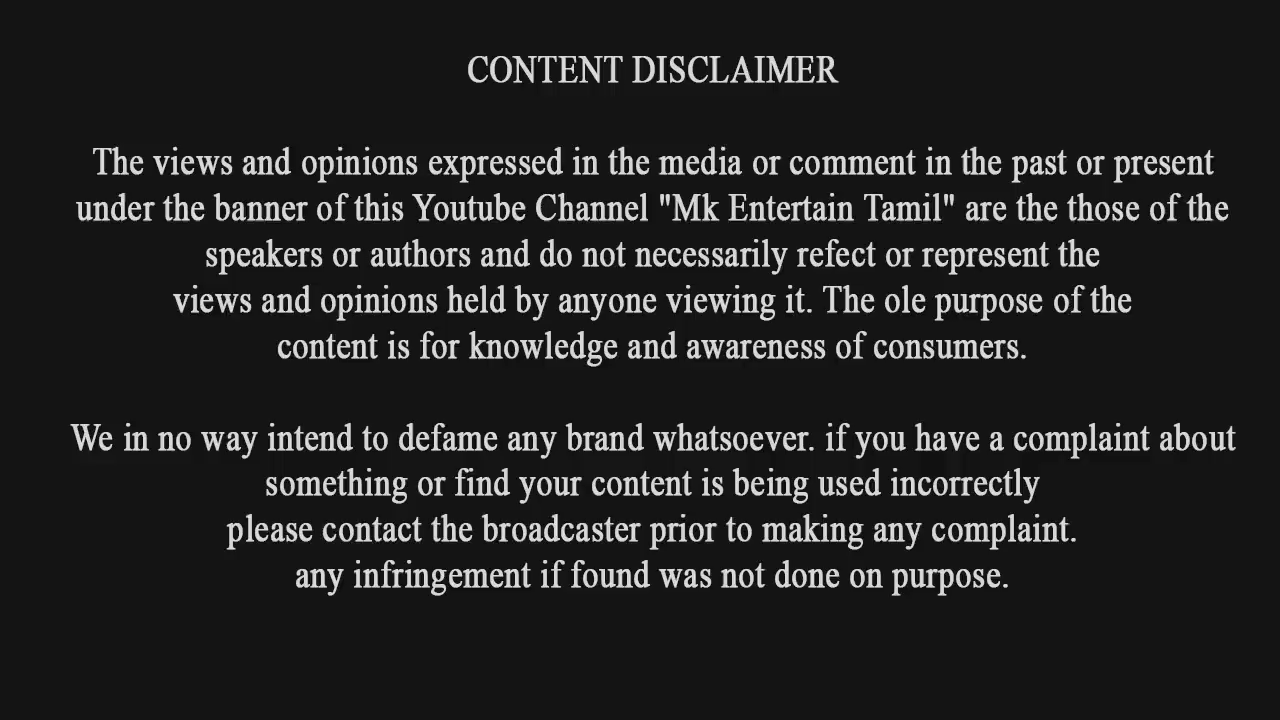 CONTENT DISCLAIMER
The views and opinions expressed in the media or comment in the past or present
under the banner of this Youtube Channel "Mk Entertain Tamil" are the those of the
speakers or authors and do not necessarily refect or represent the
views and opinions held by anyone viewing it. The ole purpose of the
content is for knowledge and awareness of consumers.
We in no way intend to defame any brand whatsoever. if you have a complaint about
something or find your content is being used incorrectly
please contact the broadcaster prior to making any complaint.
any infringement if found was not done on purpose.